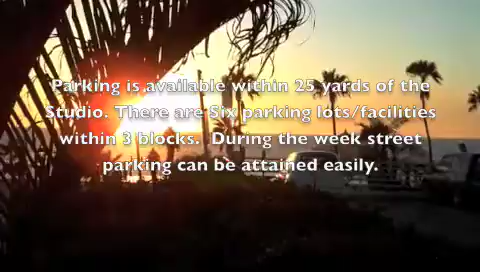 Parking is available within 25 yards of the
Studio. There are Six parking lots/facilities
within 3 blocks.  During the week street
parking can be attained easily.